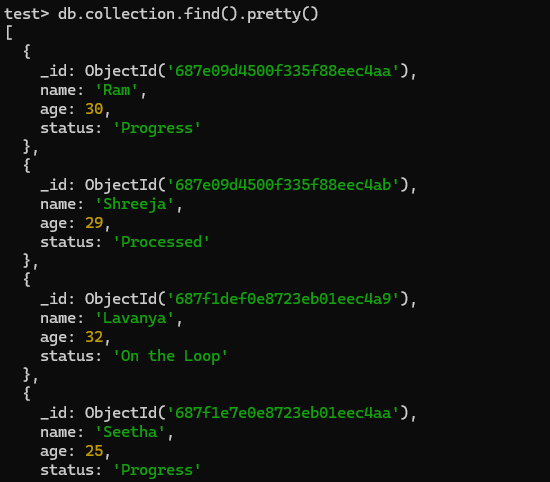 test> db.collection.find().pretty()
[
  {
    _id: ObjectId('687e09d4500f335f88eec4aa'),
    name: 'Ram',
    age: 30,
    status: 'Progress'
  },
  {
    _id: ObjectId('687e09d4500f335f88eec4ab'),
    name: 'Shreeja',
    age: 29,
    status: 'Processed'
  },
  {
    _id: ObjectId('687f1def0e8723eb01eec4a9'),
    name: 'Lavanya',
    age: 32,
    status: 'On the Loop'
  },
  {
    _id: ObjectId('687f1e7e0e8723eb01eec4aa'),
    name: 'Seetha',
    age: 25,
    status: 'Progress'